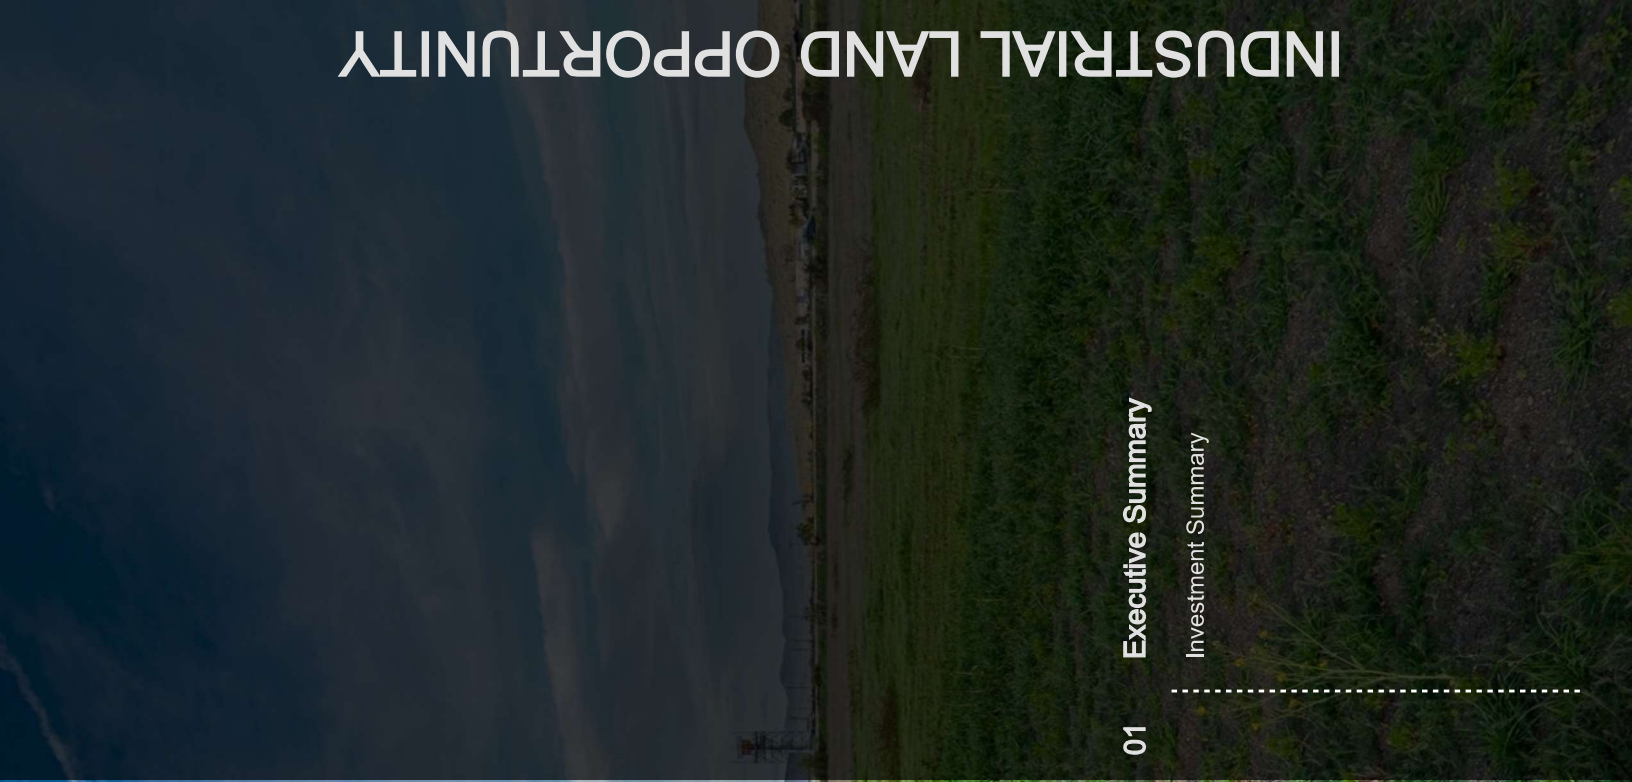 INDUSTRIAL LAND OPPORTUNITY
01 Executive Summary
Investment Summary